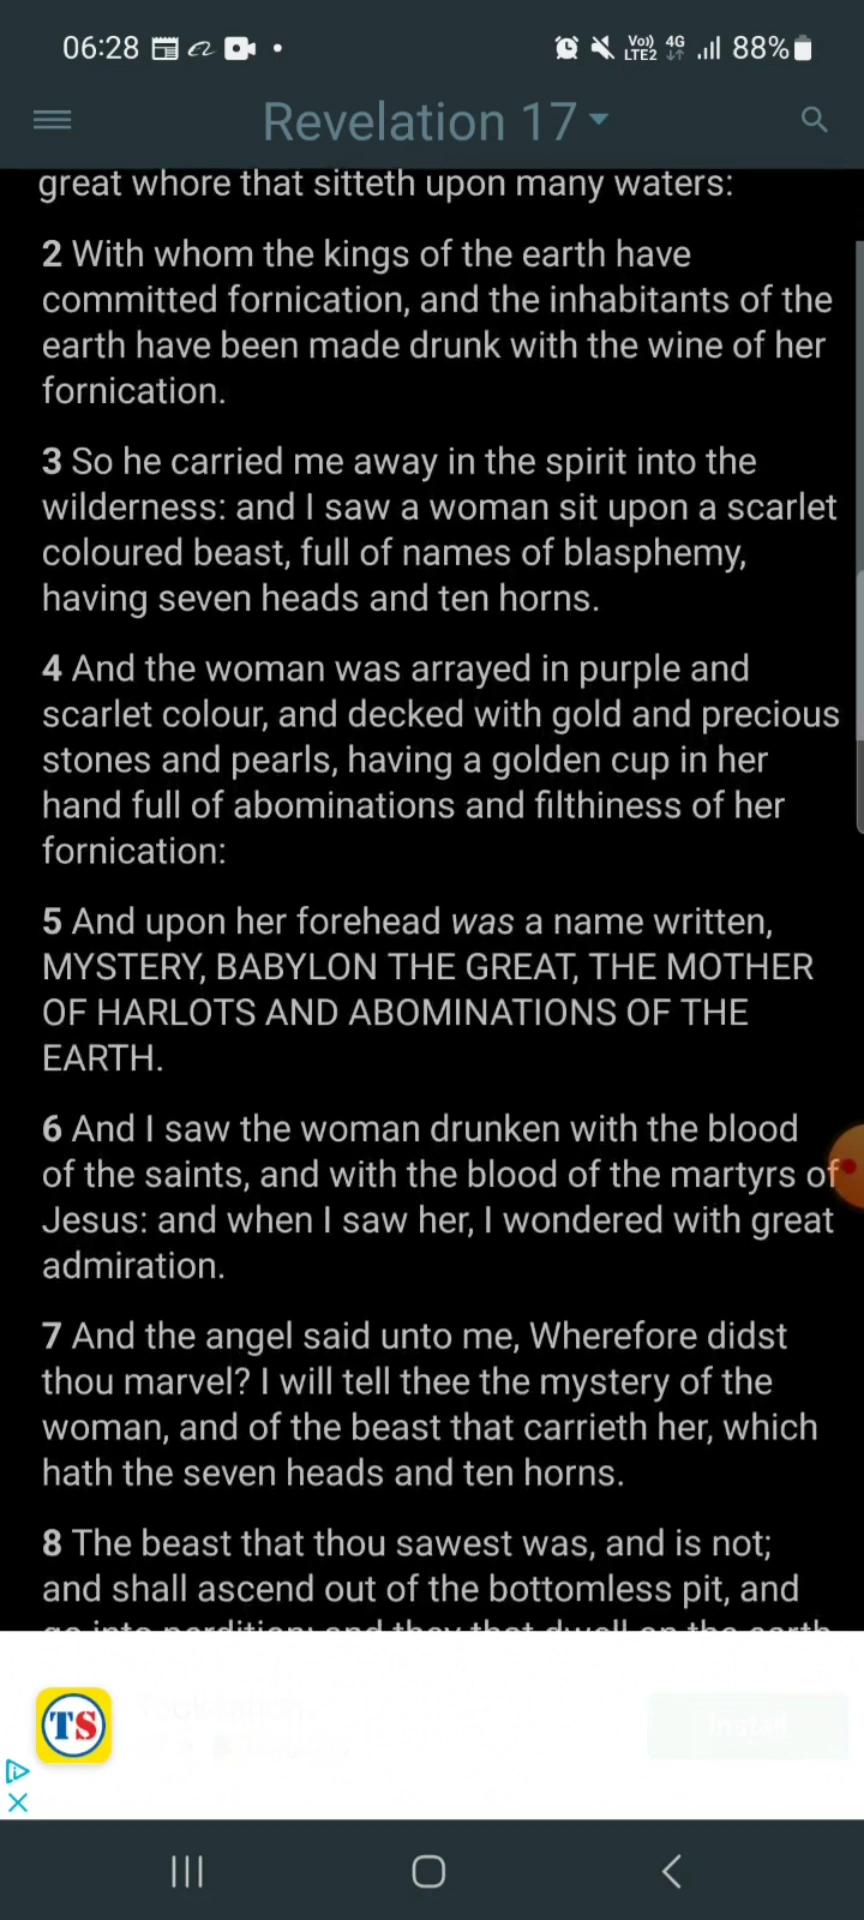 06:28
Vo)) 4G
LTE2
88%
Revelation 17
great whore that sitteth upon many waters:
2 With whom the kings of the earth have
committed fornication, and the inhabitants of the
earth have been made drunk with the wine of her
fornication.
3 So he carried me away in the spirit into the
wilderness: and I saw a woman sit upon a scarlet
coloured beast, full of names of blasphemy,
having seven heads and ten horns.
4 And the woman was arrayed in purple and
scarlet colour, and decked with gold and precious
stones and pearls, having a golden cup in her
hand full of abominations and filthiness of her
fornication:
5 And upon her forehead was a name written,
MYSTERY, BABYLON THE GREAT, THE MOTHER
OF HARLOTS AND ABOMINATIONS OF THE
EARTH.
6 And I saw the woman drunken with the blood
of the saints, and with the blood of the martyrs of
Jesus: and when I saw her, I wondered with great
admiration.
7 And the angel said unto me, Wherefore didst
thou marvel? I will tell thee the mystery of the
woman, and of the beast that carrieth her, which
hath the seven heads and ten horns.
8 The beast that thou sawest was, and is not;
and shall ascend out of the bottomless pit, and
go into perdition: and they that dwell on the earth
TS
Install